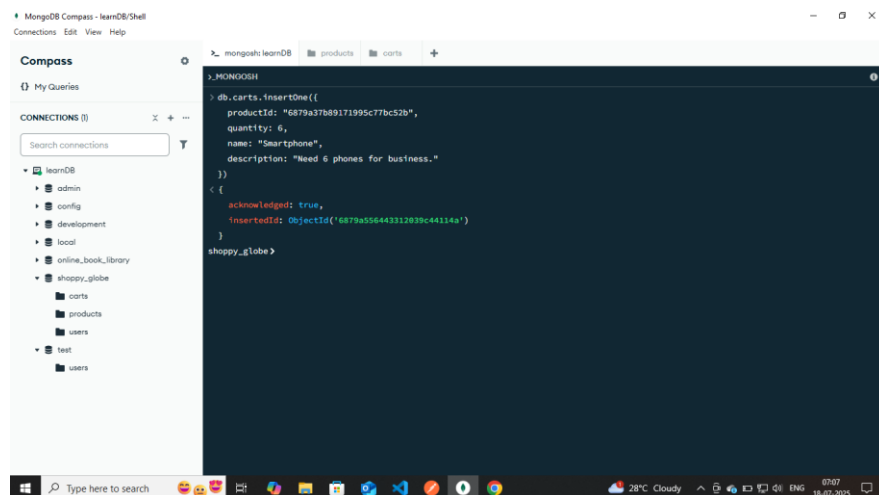 MongoDB Compass - learnDB/Shell
Connections Edit View Help
Compass
{} My Queries
CONNECTIONS (1)
Search connections
learnDB
admin
config
development
local
online_book_library
shoppy_globe
carts
products
users
test
users
>_ mongosh: learnDB products carts +
>_MONGOSH
> db.carts.insertOne({
productId: "6879a37b89171995c77bc52b",
quantity: 6,
name: "Smartphone",
description: "Need 6 phones for business."
})
< {
acknowledged: true,
insertedId: ObjectId('6879a556443312039c44114a')
}
shoppy_globe>
Type here to search
28°C Cloudy
ENG
07:07
18-07-2025